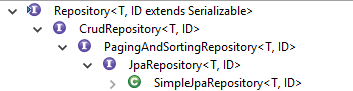 Repository<T, ID extends Serializable>
CrudRepository<T, ID>
PagingAndSortingRepository<T, ID>
JpaRepository<T, ID>
SimpleJpaRepository<T, ID>